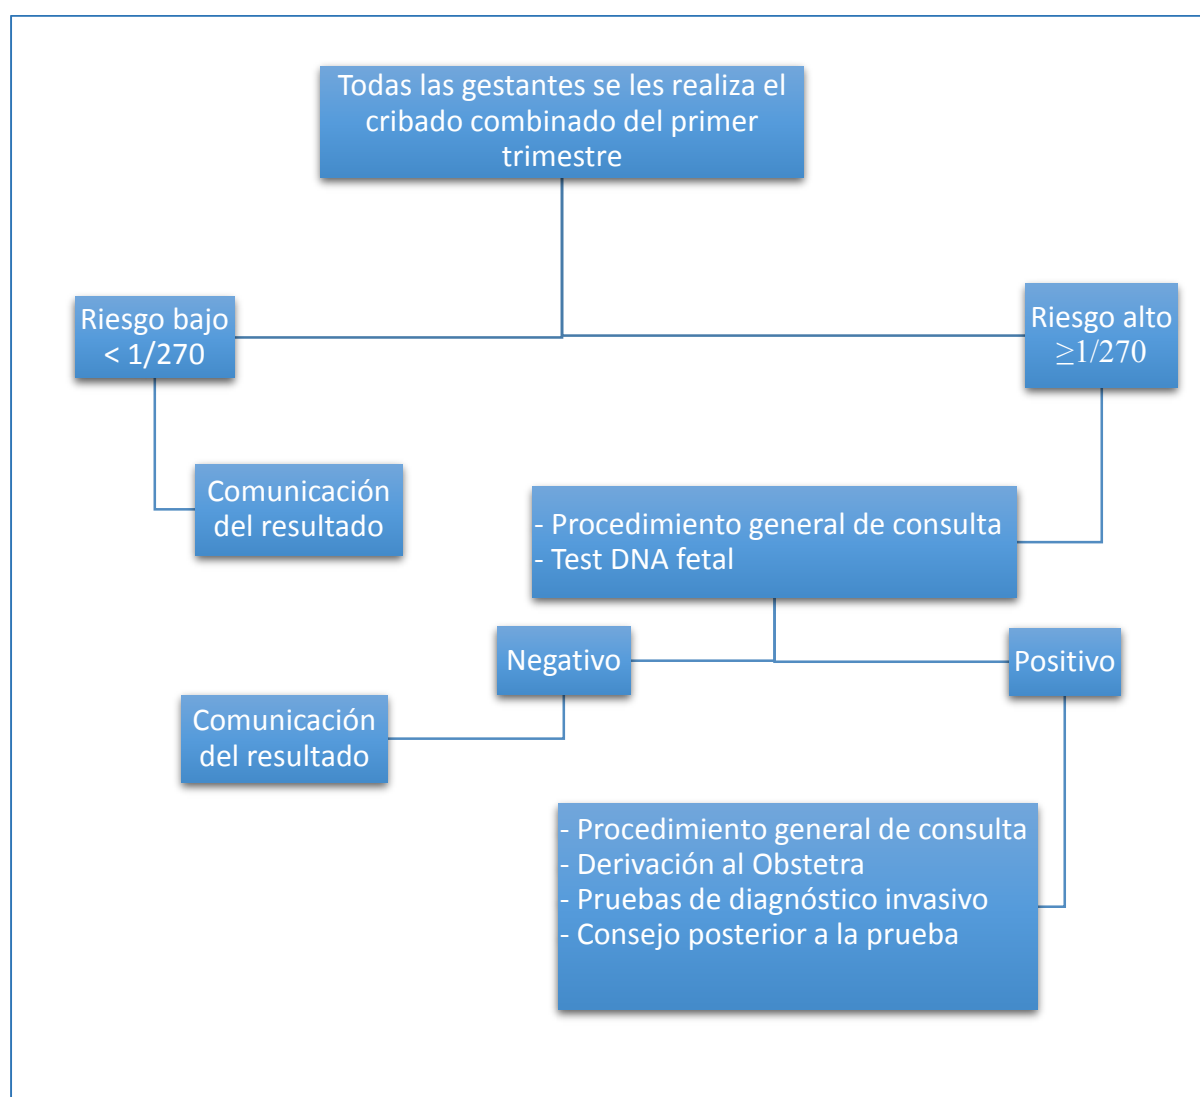 Todas las gestantes se les realiza el
cribado combinado del primer
trimestre
Riesgo bajo
< 1/270
Riesgo alto
≥1/270
Comunicación
del resultado
- Procedimiento general de consulta
- Test DNA fetal
Negativo
Positivo
Comunicación
del resultado
- Procedimiento general de consulta
- Derivación al Obstetra
- Pruebas de diagnóstico invasivo
- Consejo posterior a la prueba